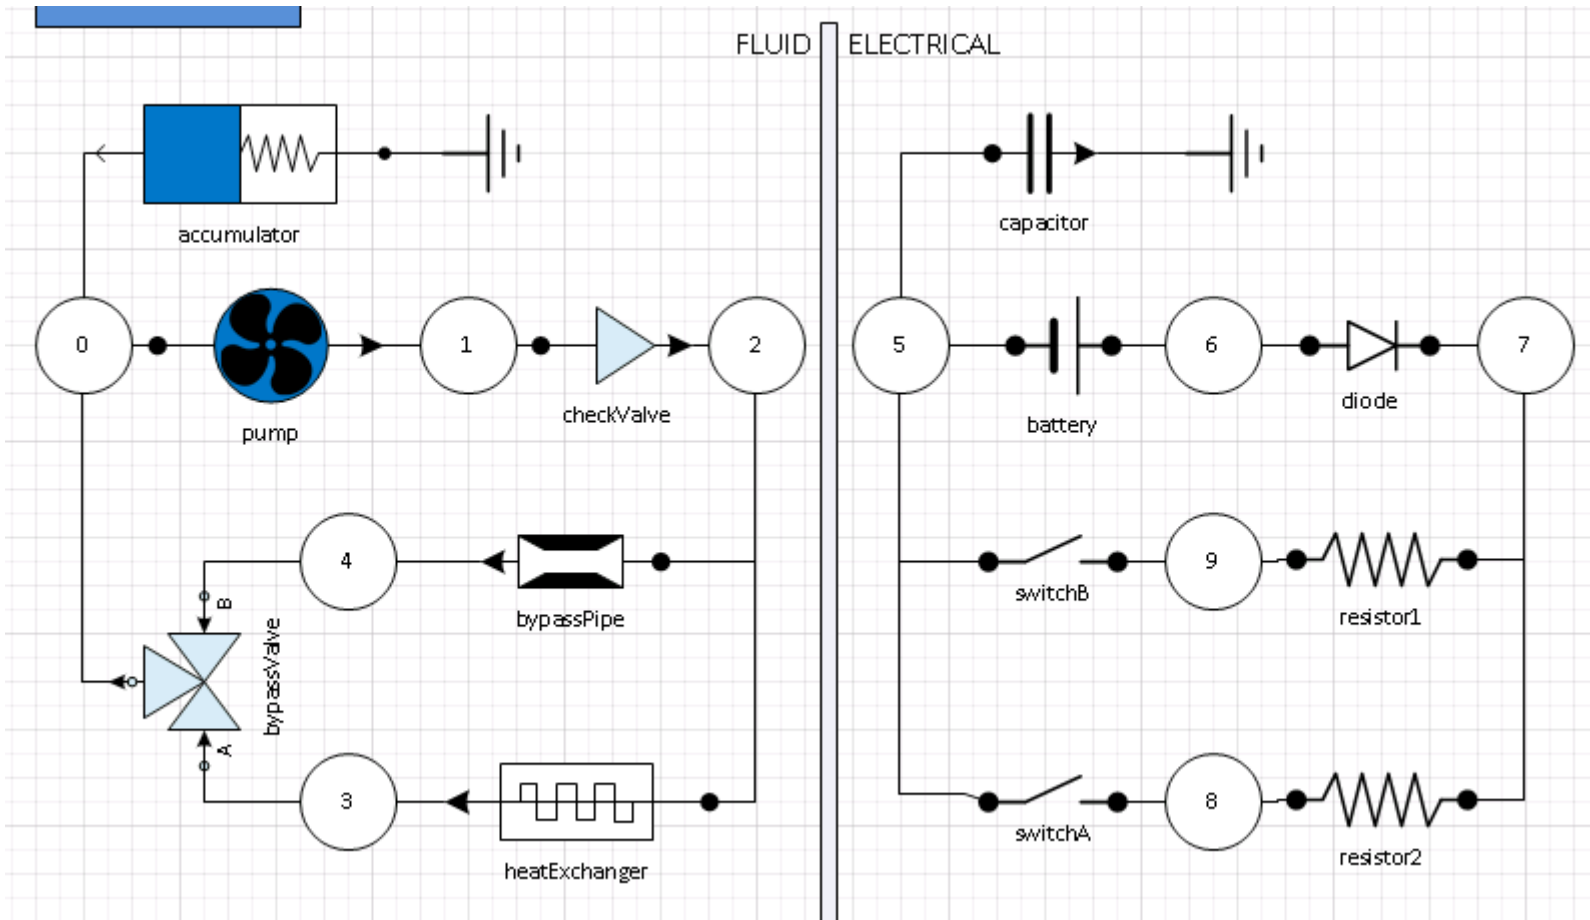 FLUID ELECTRICAL
accumulator
capacitor
0 1 2 5 6 7
pump
checkValve
battery
diode
4 9
B
bypassPipe
switchB
resistor1
bypassValve
A
3 8
heatExchanger
switchA
resistor2